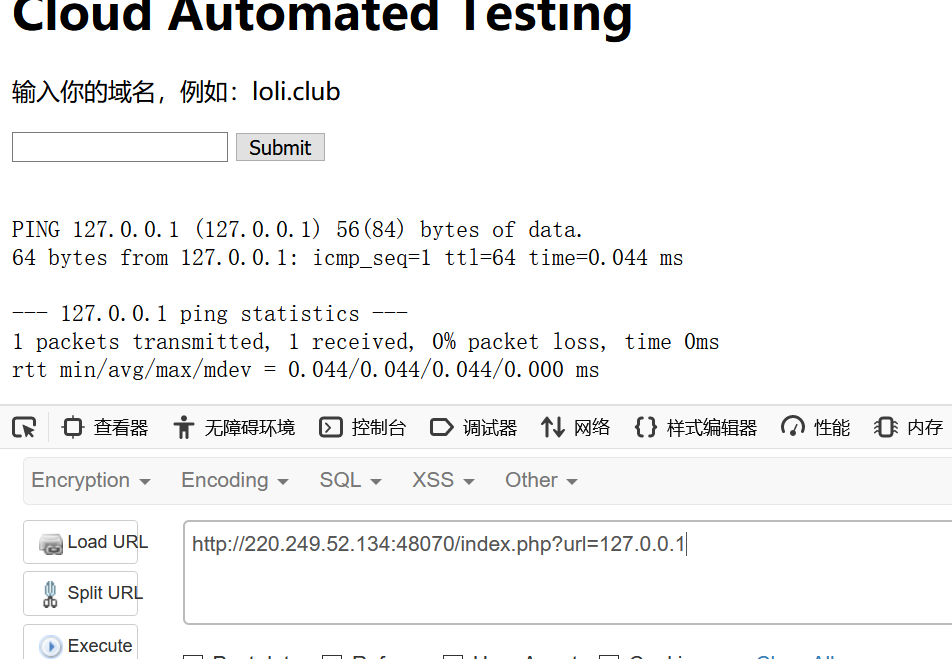 Cloud Automated Testing
输入你的域名，例如：loli.club
Submit
PING 127.0.0.1 (127.0.0.1) 56(84) bytes of data.
64 bytes from 127.0.0.1: icmp_seq=1 ttl=64 time=0.044 ms
--- 127.0.0.1 ping statistics ---
1 packets transmitted, 1 received, 0% packet loss, time 0ms
rtt min/avg/max/mdev = 0.044/0.044/0.044/0.000 ms
查看器 无障碍环境 控制台 调试器 网络 样式编辑器 性能 内存
Encryption Encoding SQL XSS Other
Load URL
http://220.249.52.134:48070/index.php?url=127.0.0.1
Split URL
Execute